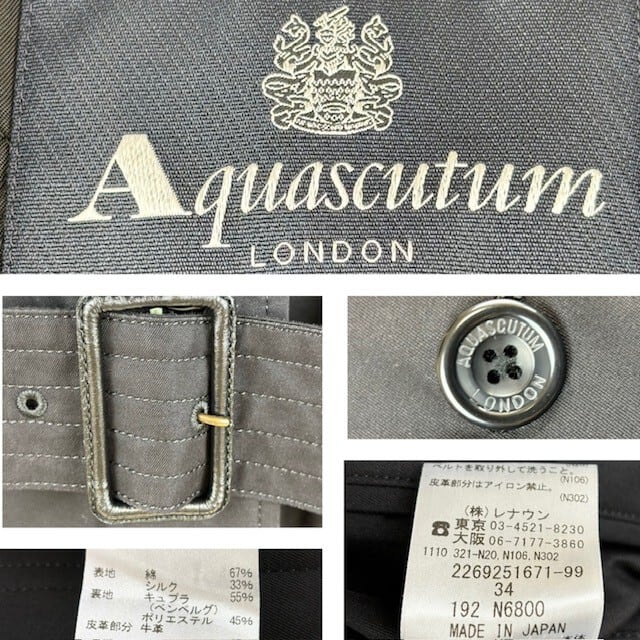 Aquascutum
LONDON
AQUASCUTUM
LONDON
ベルトを取り外して洗うこと。
(N106)
皮革部分はアイロン禁止。
(N302)
(株)レナウン
☎東京 03-4521-8230
大阪 06-7177-3860
1110 321-N20, N106, N302
2269251671-99
34
192 N6800
MADE IN JAPAN
表地 綿 67%
シルク 33%
裏地 キュプラ 55%
(ベンベルグ)
ポリエステル 45%
皮革部分 牛革